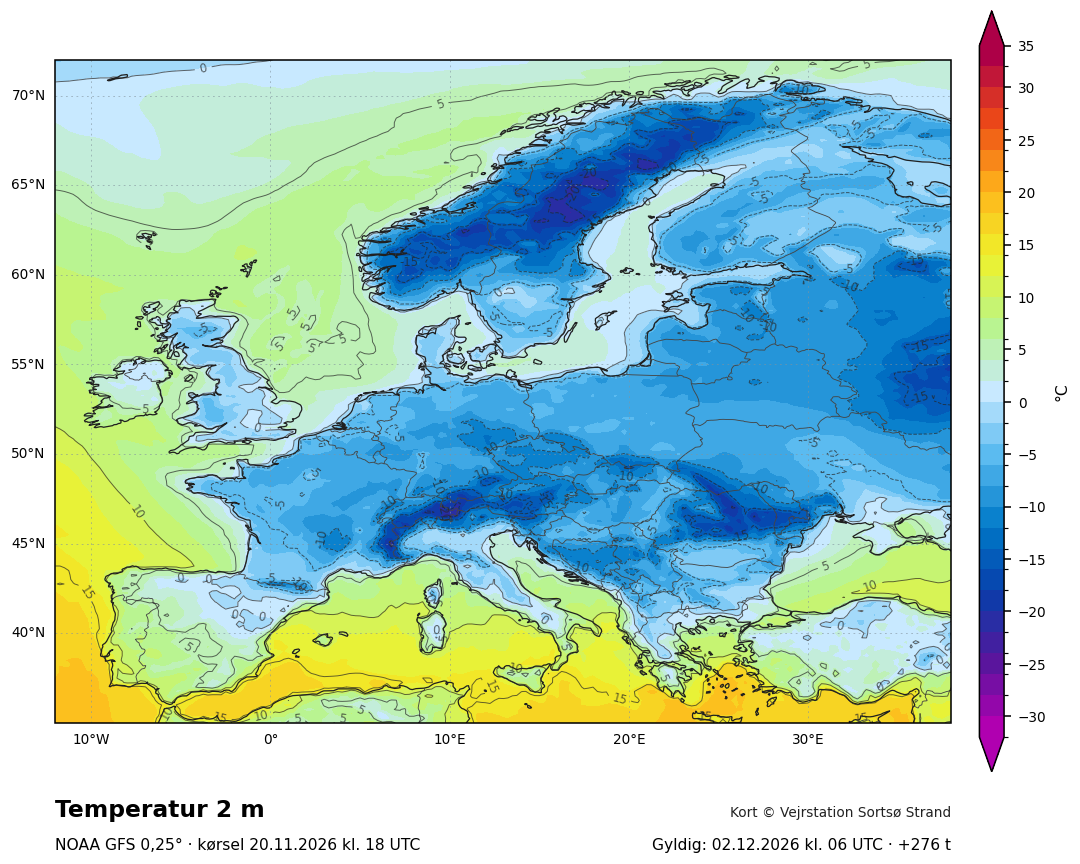 35
30
25
20
15
10
5
0
−5
−10
−15
−20
−25
−30
°C
70°N
65°N
60°N
55°N
50°N
45°N
40°N
10°W 0° 10°E 20°E 30°E
Temperatur 2 m
Kort © Vejrstation Sortsø Strand
NOAA GFS 0,25° · kørsel 20.11.2026 kl. 18 UTC
Gyldig: 02.12.2026 kl. 06 UTC · +276 t